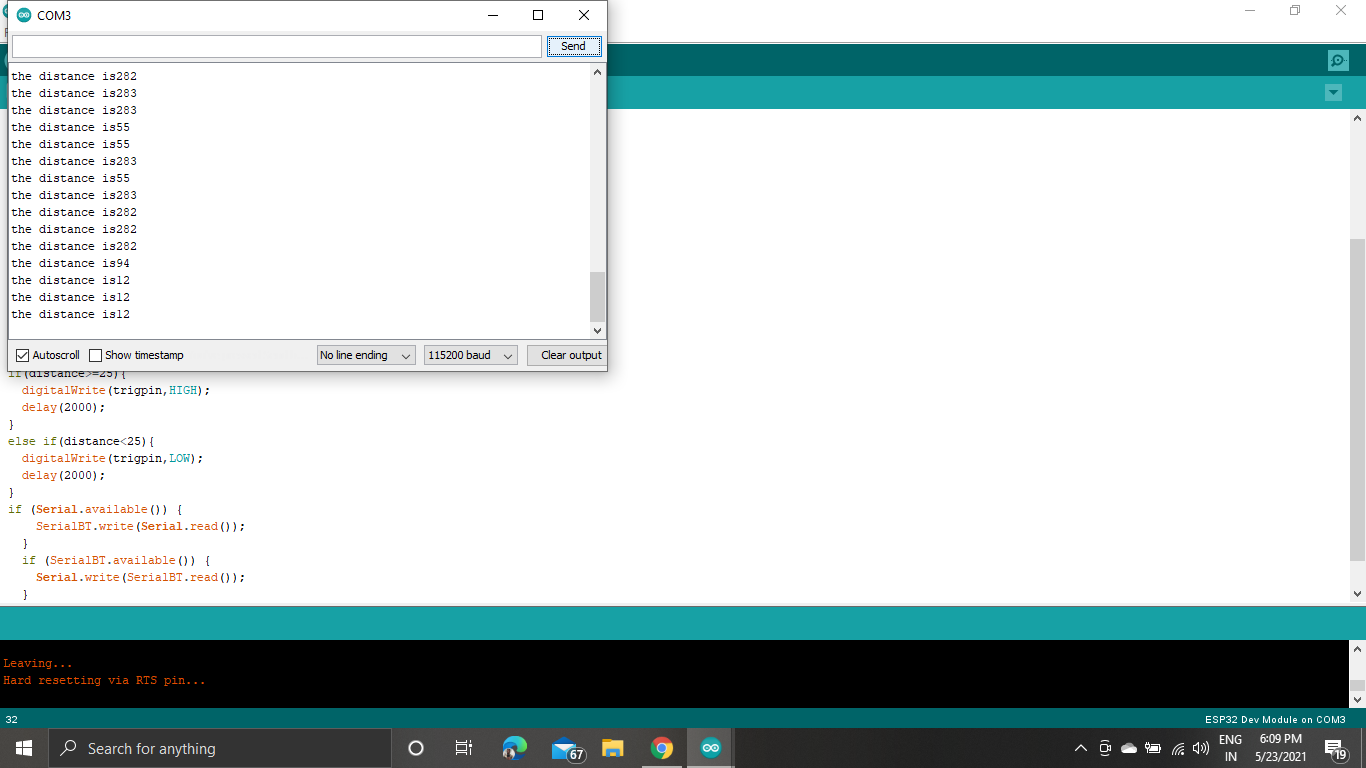 COM3
Send
the distance is282
the distance is283
the distance is283
the distance is55
the distance is55
the distance is283
the distance is55
the distance is283
the distance is282
the distance is282
the distance is282
the distance is94
the distance is12
the distance is12
the distance is12
Autoscroll Show timestamp No line ending 115200 baud Clear output
if(distance>=25){
digitalWrite(trigpin,HIGH);
delay(2000);
}
else if(distance<25){
digitalWrite(trigpin,LOW);
delay(2000);
}
if (Serial.available()) {
SerialBT.write(Serial.read());
}
if (SerialBT.available()) {
Serial.write(SerialBT.read());
}
Leaving...
Hard resetting via RTS pin...
32 ESP32 Dev Module on COM3
Search for anything 67 ENG 6:09 PM 19
IN 5/23/2021